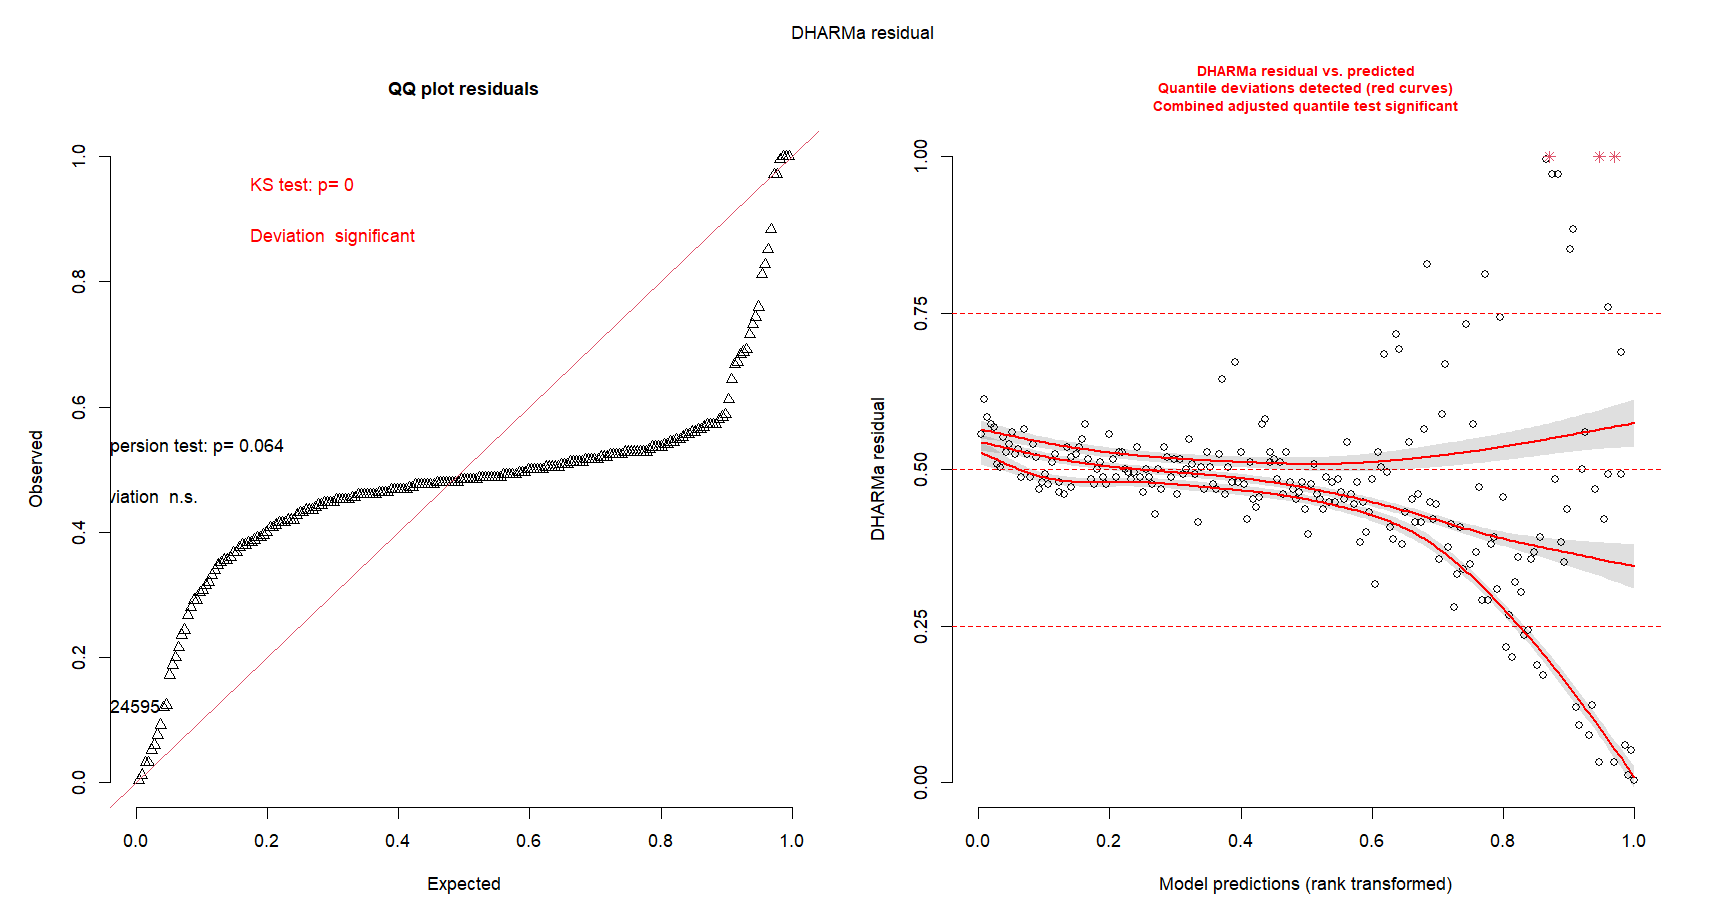 DHARMa residual
QQ plot residuals
KS test: p= 0
Deviation  significant
persion test: p= 0.064
viation  n.s.
24595
Observed
0.0 0.2 0.4 0.6 0.8 1.0
0.0 0.2 0.4 0.6 0.8 1.0
Expected
DHARMa residual vs. predicted
Quantile deviations detected (red curves)
Combined adjusted quantile test significant
DHARMa residual
0.00 0.25 0.50 0.75 1.00
0.0 0.2 0.4 0.6 0.8 1.0
Model predictions (rank transformed)